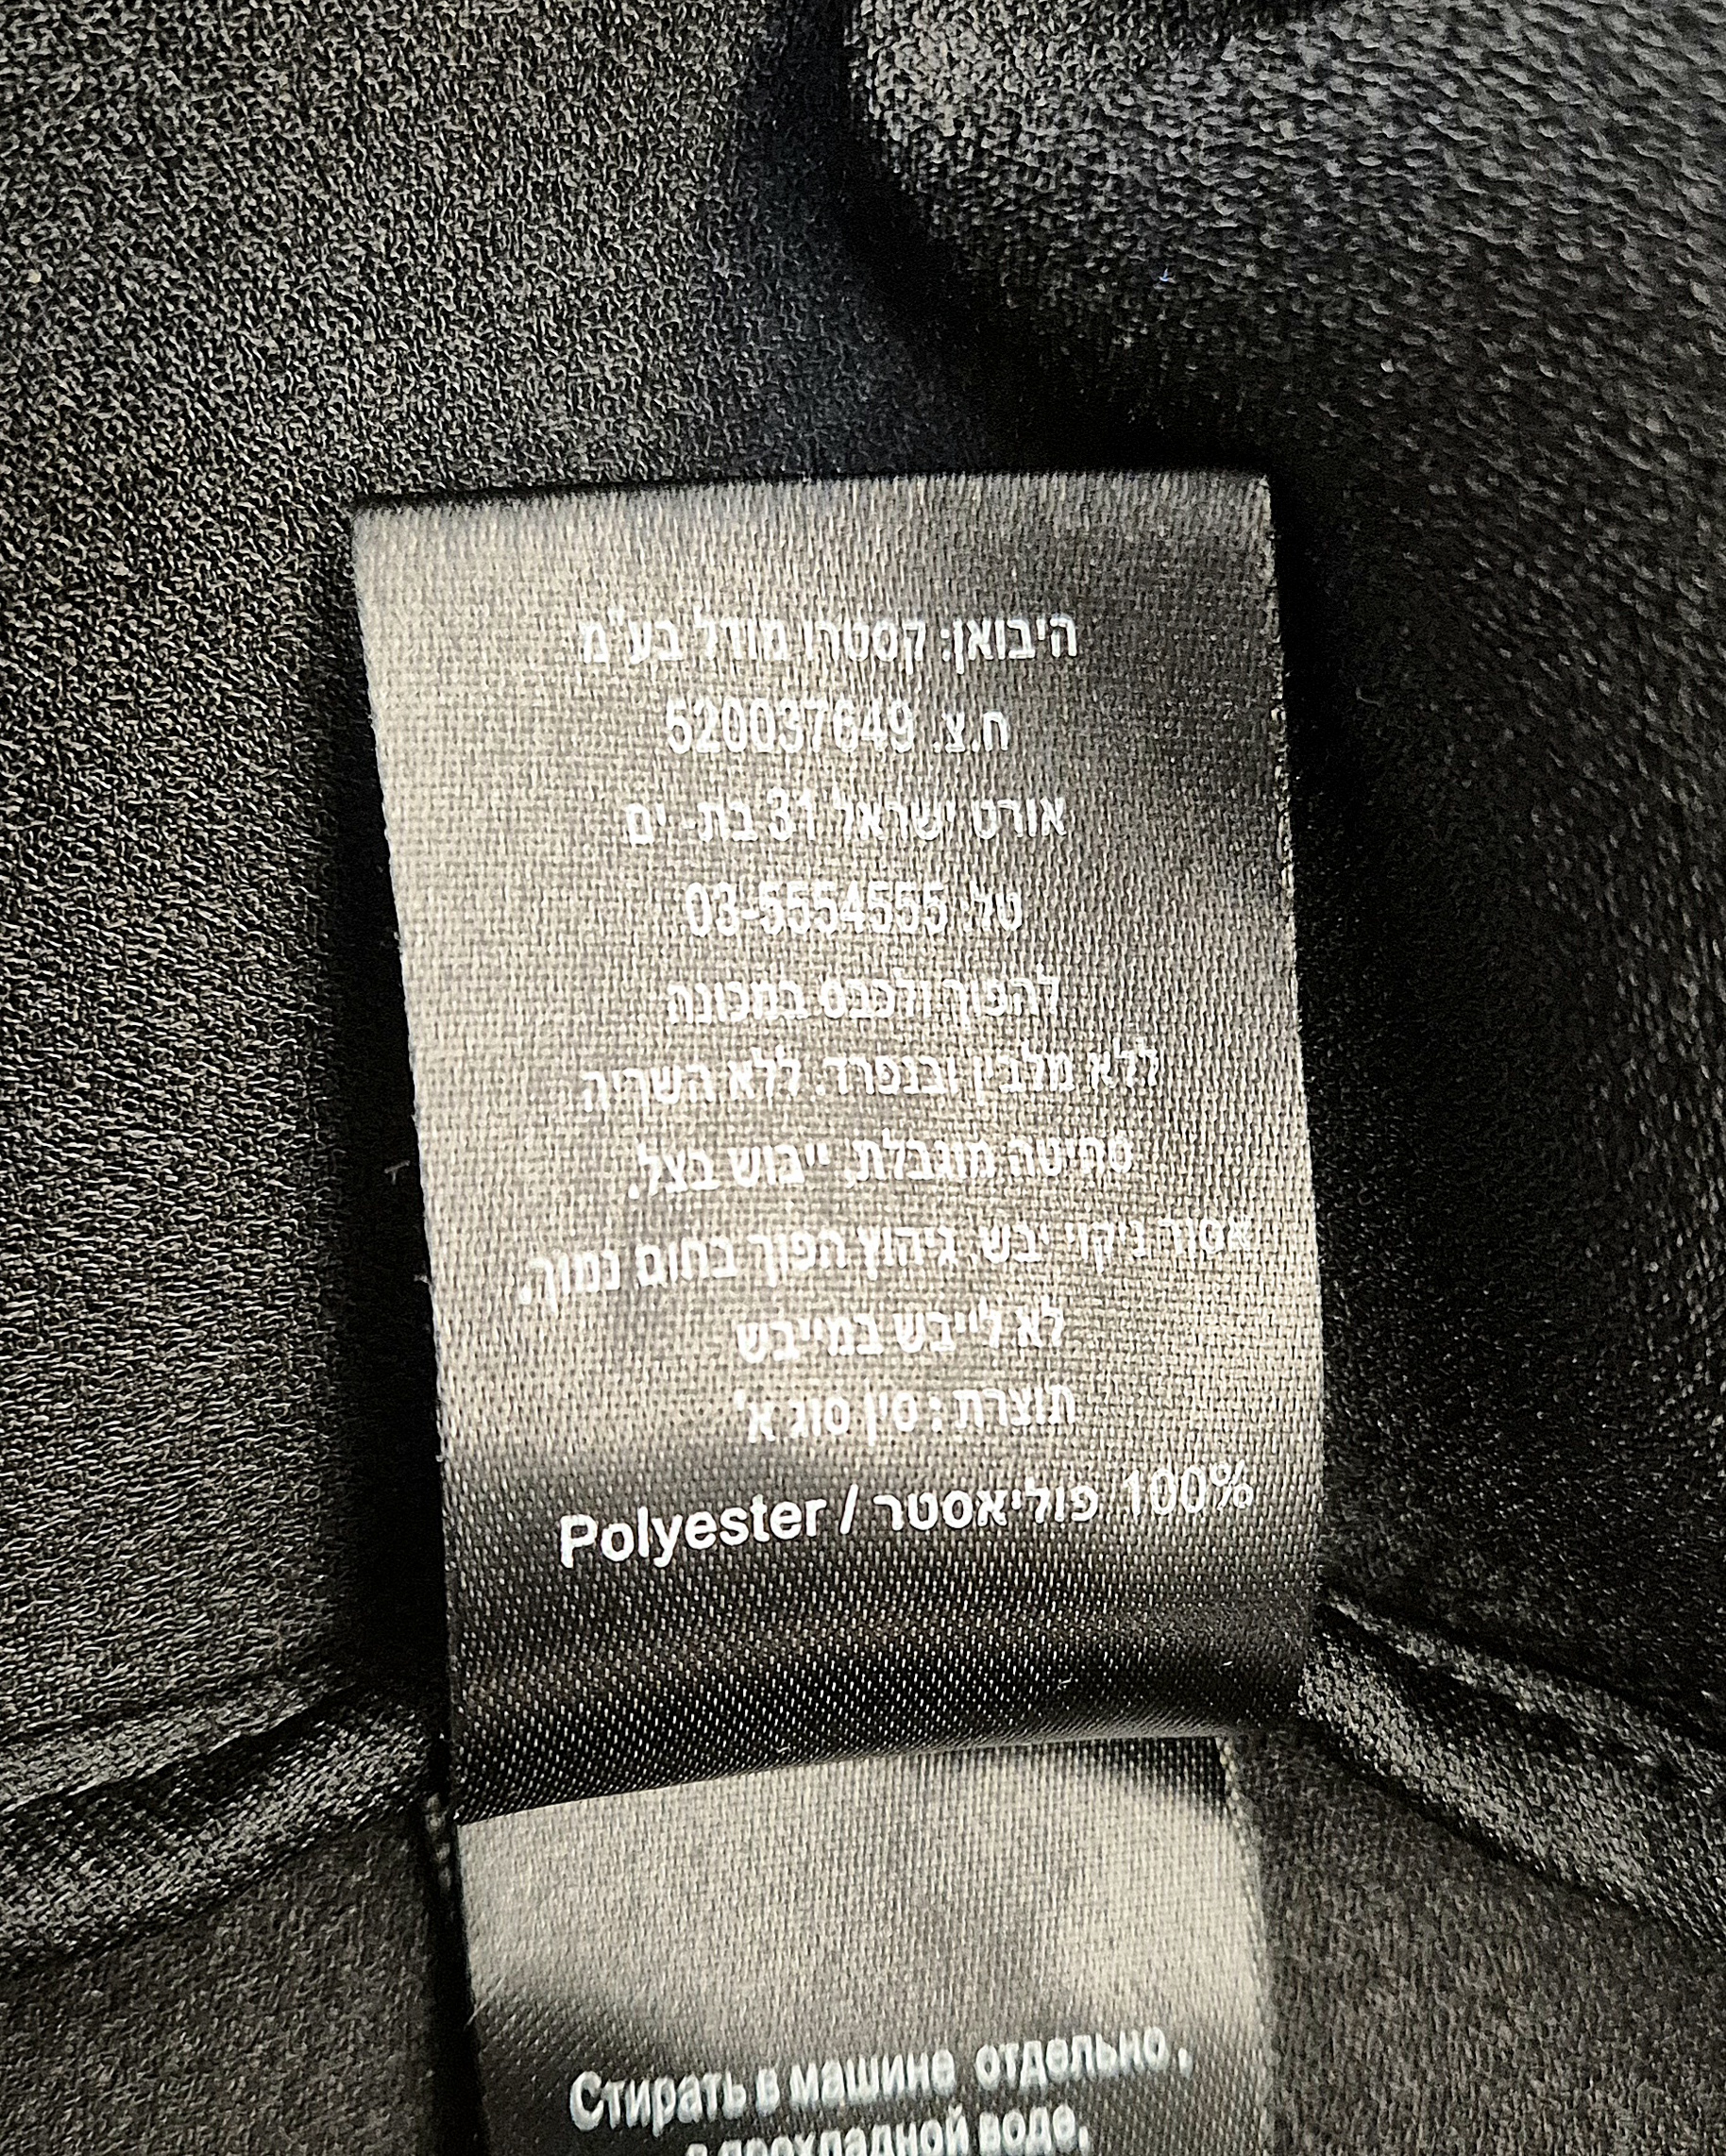 היבואן: קסטרו מודל בע"מ
ח.צ. 520037649
אורט ישראל 31 בת- ים
טל. 03-5554555
להפוך ולכבס במכונה
ללא מלבין ובנפרד. ללא השריה
סחיטה מוגבלת, ייבוש בצל.
אסור ניקוי יבש, גיהוץ הפוך בחום נמוך.
לא לייבש במייבש
תוצרת : סין סוג א'
100% פוליאסטר / Polyester
Стирать в машине отдельно,
в прохладной воде,